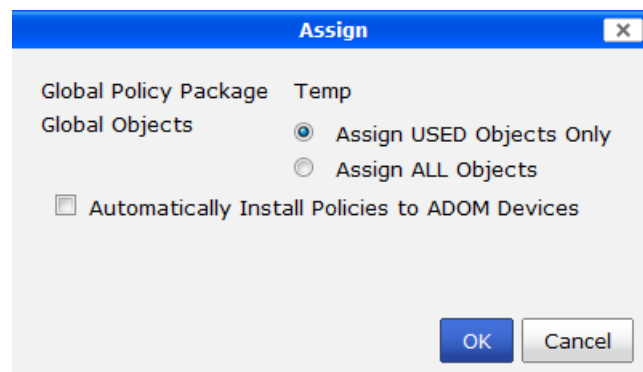 Assign
Global Policy Package Temp
Global Objects
Assign USED Objects Only
Assign ALL Objects
Automatically Install Policies to ADOM Devices
OK Cancel